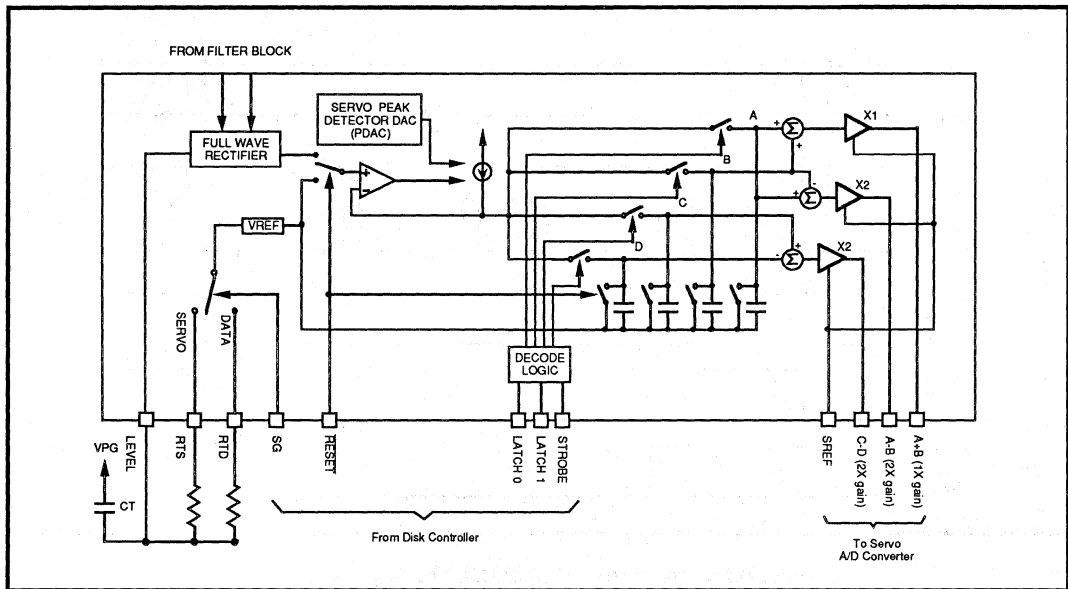 FROM FILTER BLOCK
SERVO PEAK
DETECTOR DAC
(PDAC)
FULL WAVE
RECTIFIER
VREF
A
B
C
D
+
Σ
+
X1
-
+
Σ
X2
+
-
Σ
X2
+
-
SERVO
DATA
DECODE
LOGIC
LEVEL
RTS
RTD
SG
RESET
LATCH 0
LATCH 1
STROBE
SREF
C-D (2X gain)
A-B (2X gain)
A+B (1X gain)
VPG
CT
From Disk Controller
To Servo
A/D Converter